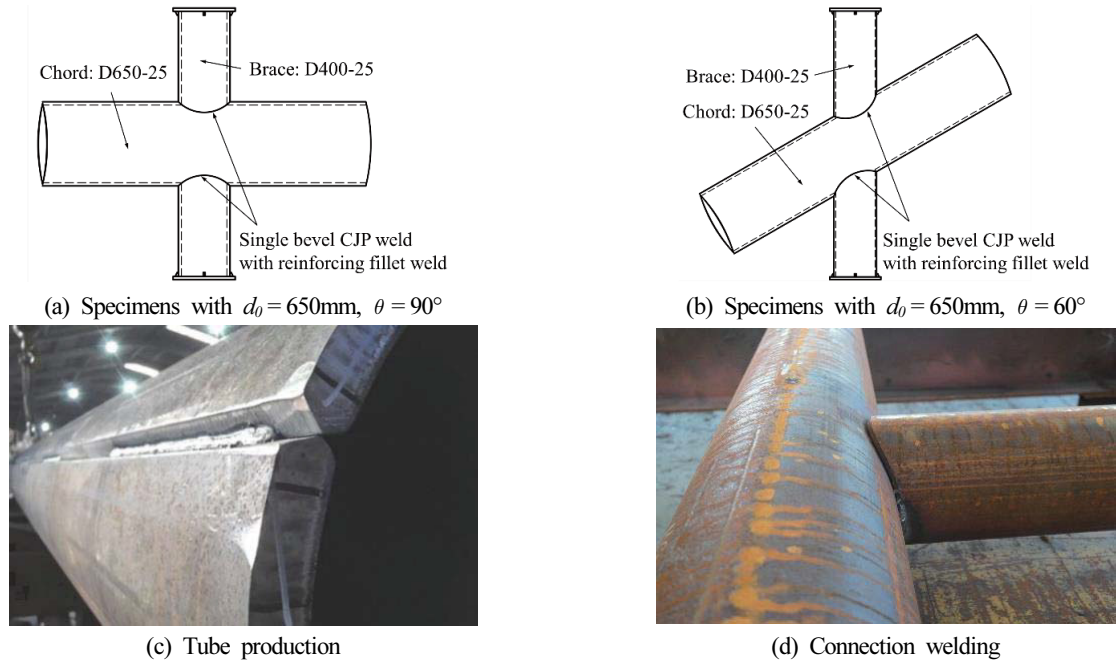 Chord: D650-25
Brace: D400-25
Single bevel CJP weld
with reinforcing fillet weld
(a) Specimens with d₀ = 650mm, θ = 90°
Brace: D400-25
Chord: D650-25
Single bevel CJP weld
with reinforcing fillet weld
(b) Specimens with d₀ = 650mm, θ = 60°
(c) Tube production
(d) Connection welding